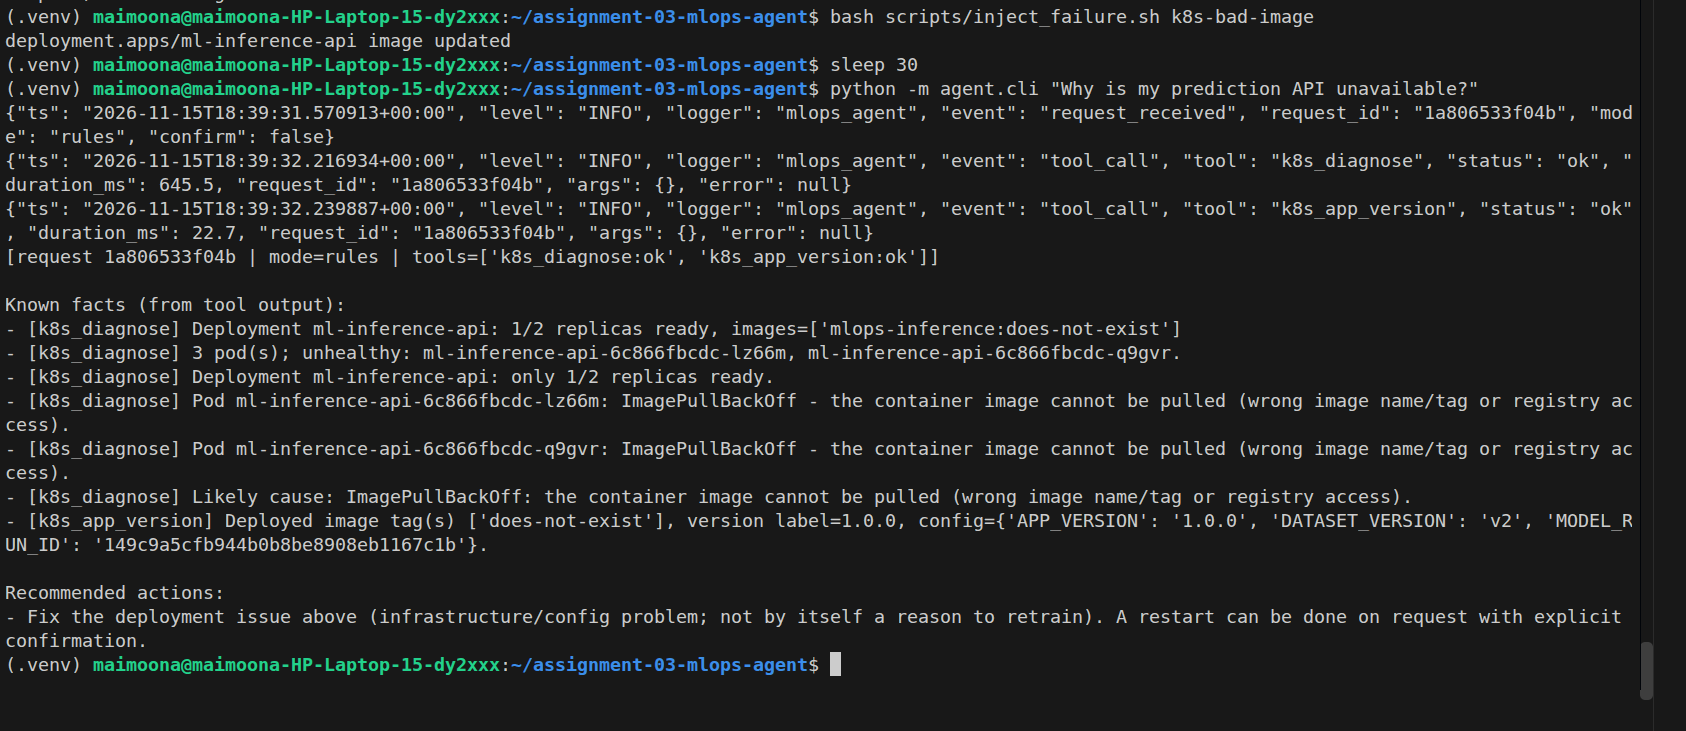 (.venv) maimoona@maimoona-HP-Laptop-15-dy2xxx:~/assignment-03-mlops-agent$ bash scripts/inject_failure.sh k8s-bad-image
deployment.apps/ml-inference-api image updated
(.venv) maimoona@maimoona-HP-Laptop-15-dy2xxx:~/assignment-03-mlops-agent$ sleep 30
(.venv) maimoona@maimoona-HP-Laptop-15-dy2xxx:~/assignment-03-mlops-agent$ python -m agent.cli "Why is my prediction API unavailable?"
{"ts": "2026-11-15T18:39:31.570913+00:00", "level": "INFO", "logger": "mlops_agent", "event": "request_received", "request_id": "1a806533f04b", "mod
e": "rules", "confirm": false}
{"ts": "2026-11-15T18:39:32.216934+00:00", "level": "INFO", "logger": "mlops_agent", "event": "tool_call", "tool": "k8s_diagnose", "status": "ok", "
duration_ms": 645.5, "request_id": "1a806533f04b", "args": {}, "error": null}
{"ts": "2026-11-15T18:39:32.239887+00:00", "level": "INFO", "logger": "mlops_agent", "event": "tool_call", "tool": "k8s_app_version", "status": "ok"
, "duration_ms": 22.7, "request_id": "1a806533f04b", "args": {}, "error": null}
[request 1a806533f04b | mode=rules | tools=['k8s_diagnose:ok', 'k8s_app_version:ok']]

Known facts (from tool output):
- [k8s_diagnose] Deployment ml-inference-api: 1/2 replicas ready, images=['mlops-inference:does-not-exist']
- [k8s_diagnose] 3 pod(s); unhealthy: ml-inference-api-6c866fbcdc-lz66m, ml-inference-api-6c866fbcdc-q9gvr.
- [k8s_diagnose] Deployment ml-inference-api: only 1/2 replicas ready.
- [k8s_diagnose] Pod ml-inference-api-6c866fbcdc-lz66m: ImagePullBackOff - the container image cannot be pulled (wrong image name/tag or registry ac
cess).
- [k8s_diagnose] Pod ml-inference-api-6c866fbcdc-q9gvr: ImagePullBackOff - the container image cannot be pulled (wrong image name/tag or registry ac
cess).
- [k8s_diagnose] Likely cause: ImagePullBackOff: the container image cannot be pulled (wrong image name/tag or registry access).
- [k8s_app_version] Deployed image tag(s) ['does-not-exist'], version label=1.0.0, config={'APP_VERSION': '1.0.0', 'DATASET_VERSION': 'v2', 'MODEL_R
UN_ID': '149c9a5cfb944b0b8be8908eb1167c1b'}.

Recommended actions:
- Fix the deployment issue above (infrastructure/config problem; not by itself a reason to retrain). A restart can be done on request with explicit
confirmation.
(.venv) maimoona@maimoona-HP-Laptop-15-dy2xxx:~/assignment-03-mlops-agent$